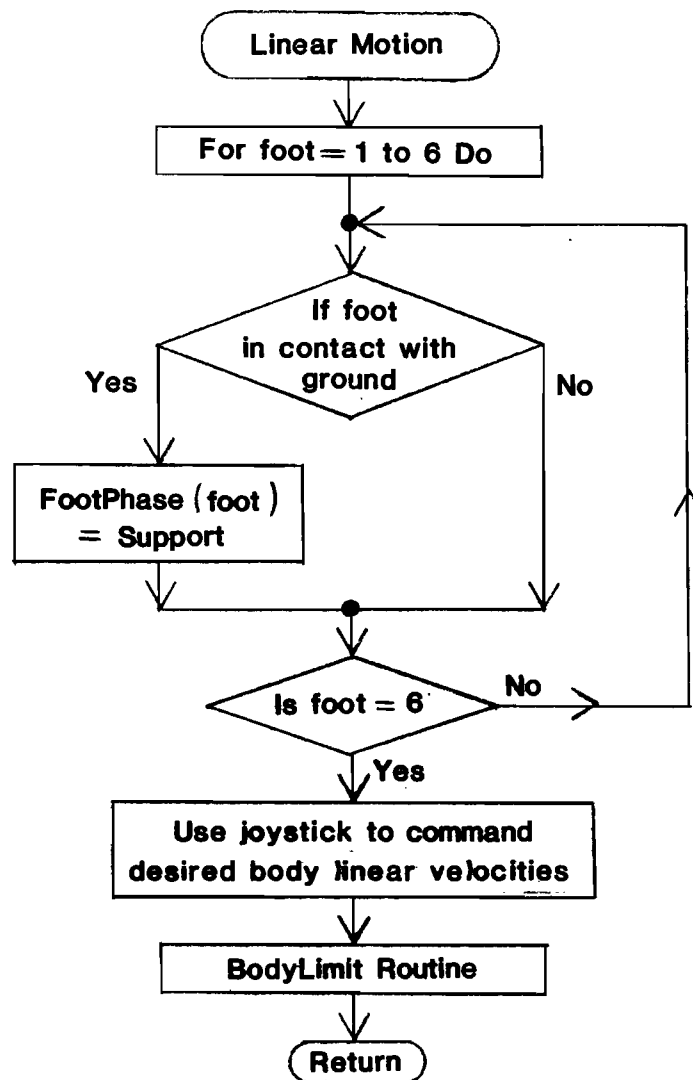 Linear Motion
For foot = 1 to 6 Do
If foot
in contact with
ground
Yes
No
FootPhase (foot)
= Support
Is foot = 6
No
Yes
Use joystick to command
desired body linear velocities
BodyLimit Routine
Return